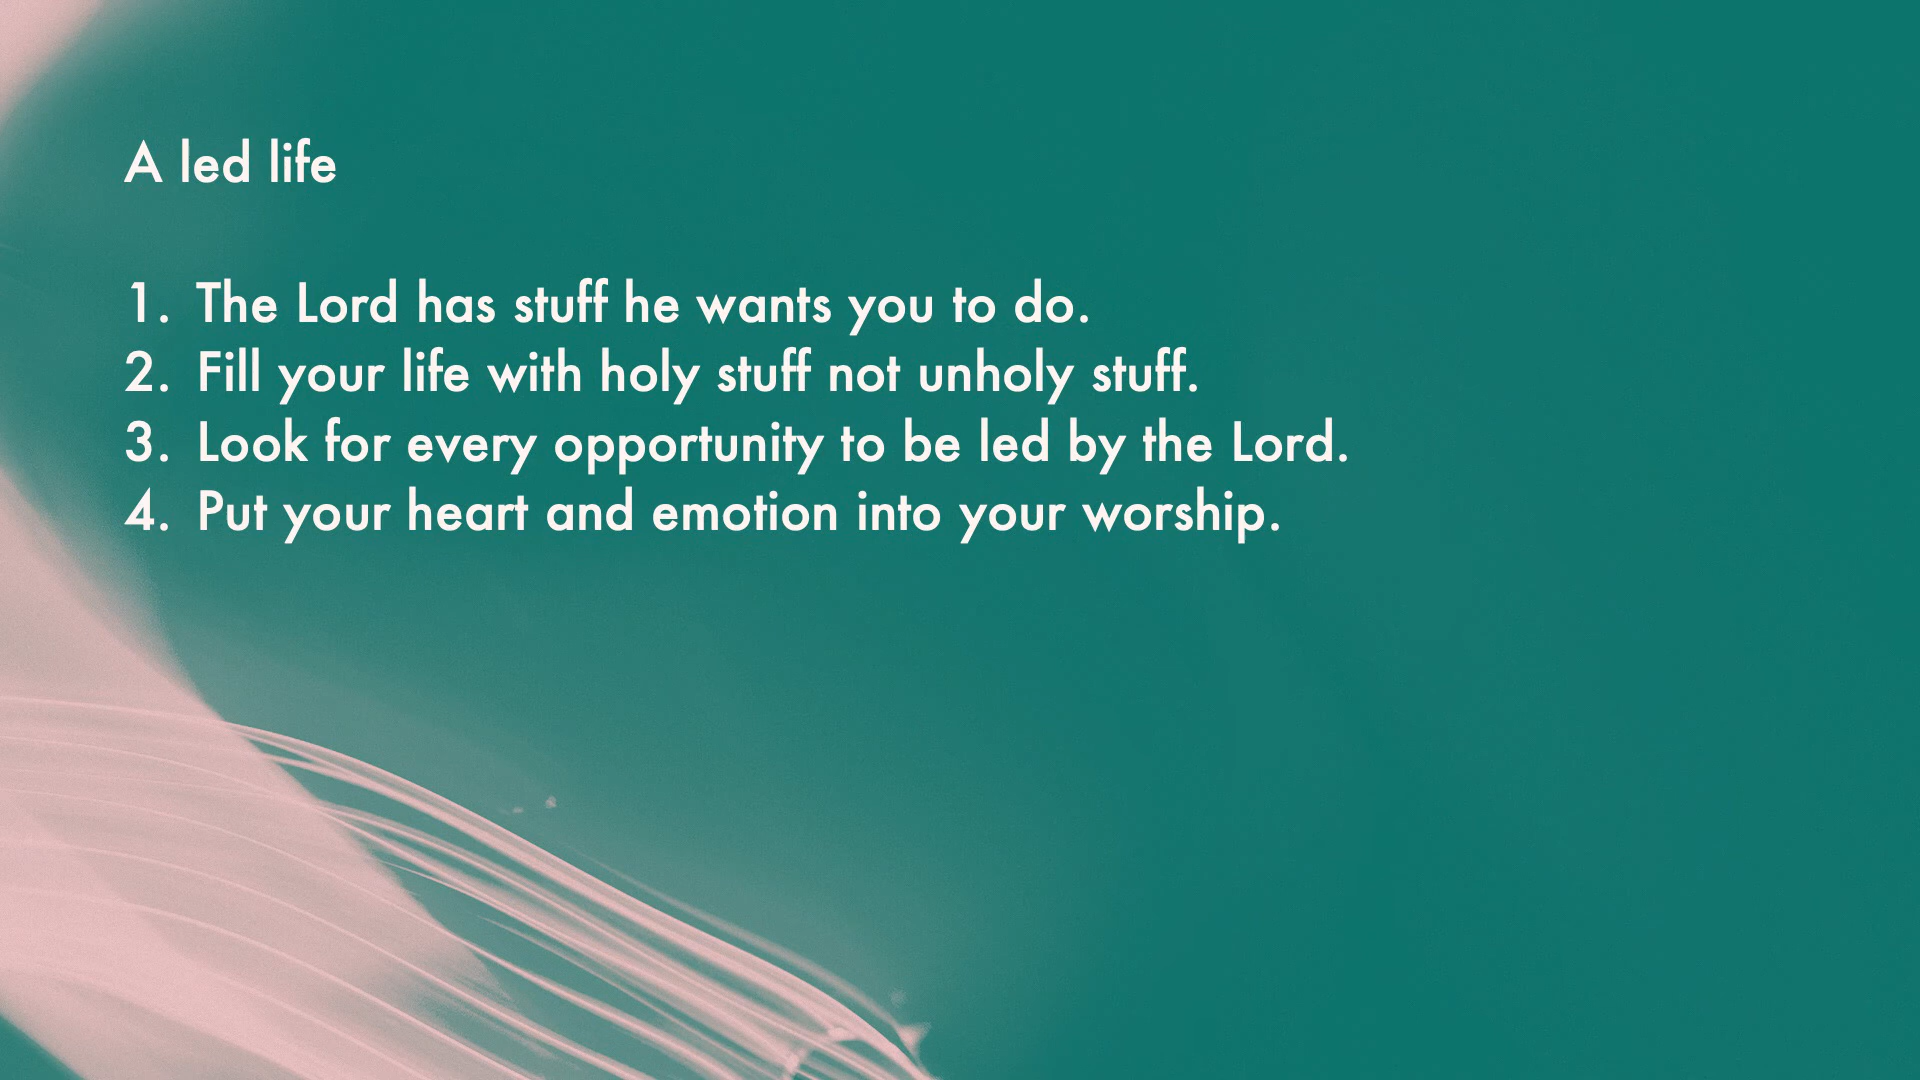 A led life
1. The Lord has stuff he wants you to do.
2. Fill your life with holy stuff not unholy stuff.
3. Look for every opportunity to be led by the Lord.
4. Put your heart and emotion into your worship.